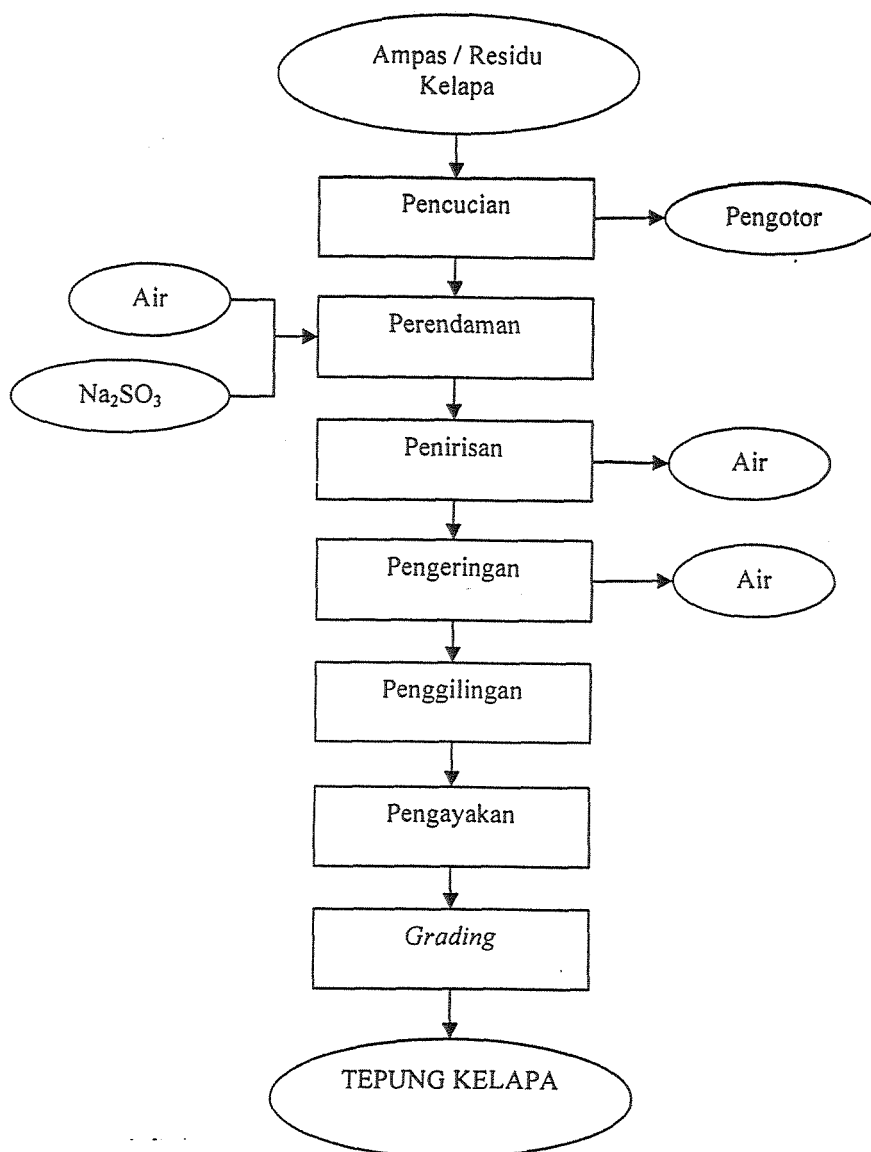 Ampas / Residu
Kelapa
Pencucian
Pengotor
Air
Perendaman
Na₂SO₃
Penirisan
Air
Pengeringan
Air
Penggilingan
Pengayakan
Grading
TEPUNG KELAPA